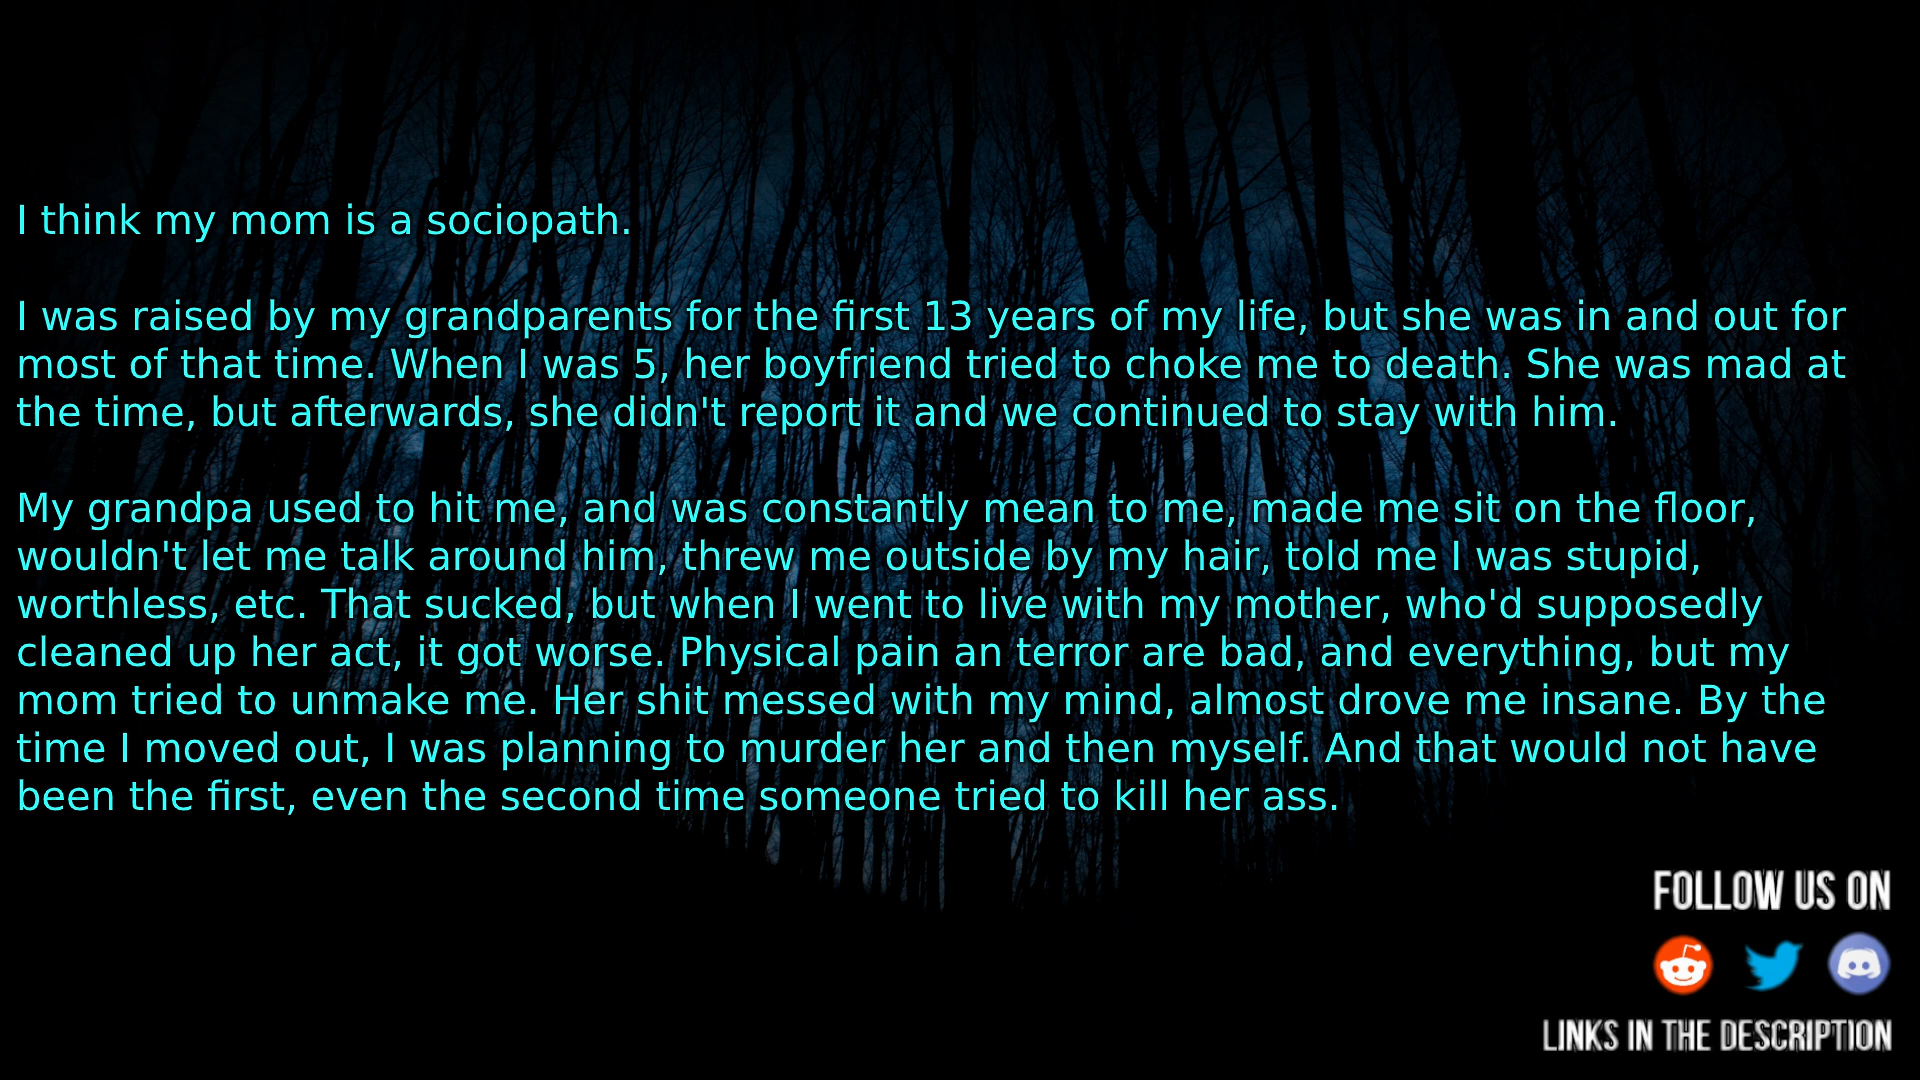 I think my mom is a sociopath.
I was raised by my grandparents for the first 13 years of my life, but she was in and out for
most of that time. When I was 5, her boyfriend tried to choke me to death. She was mad at
the time, but afterwards, she didn't report it and we continued to stay with him.
My grandpa used to hit me, and was constantly mean to me, made me sit on the floor,
wouldn't let me talk around him, threw me outside by my hair, told me I was stupid,
worthless, etc. That sucked, but when I went to live with my mother, who'd supposedly
cleaned up her act, it got worse. Physical pain an terror are bad, and everything, but my
mom tried to unmake me. Her shit messed with my mind, almost drove me insane. By the
time I moved out, I was planning to murder her and then myself. And that would not have
been the first, even the second time someone tried to kill her ass.
FOLLOW US ON
LINKS IN THE DESCRIPTION